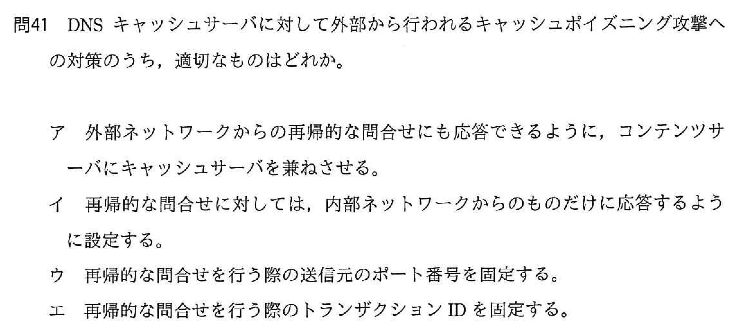 問41 DNS キャッシュサーバに対して外部から行われるキャッシュポイズニング攻撃へ
の対策のうち，適切なものはどれか。
ア 外部ネットワークからの再帰的な問合せにも応答できるように，コンテンツサ
ーバにキャッシュサーバを兼ねさせる。
イ 再帰的な問合せに対しては，内部ネットワークからのものだけに応答するよう
に設定する。
ウ 再帰的な問合せを行う際の送信元のポート番号を固定する。
エ 再帰的な問合せを行う際のトランザクション ID を固定する。